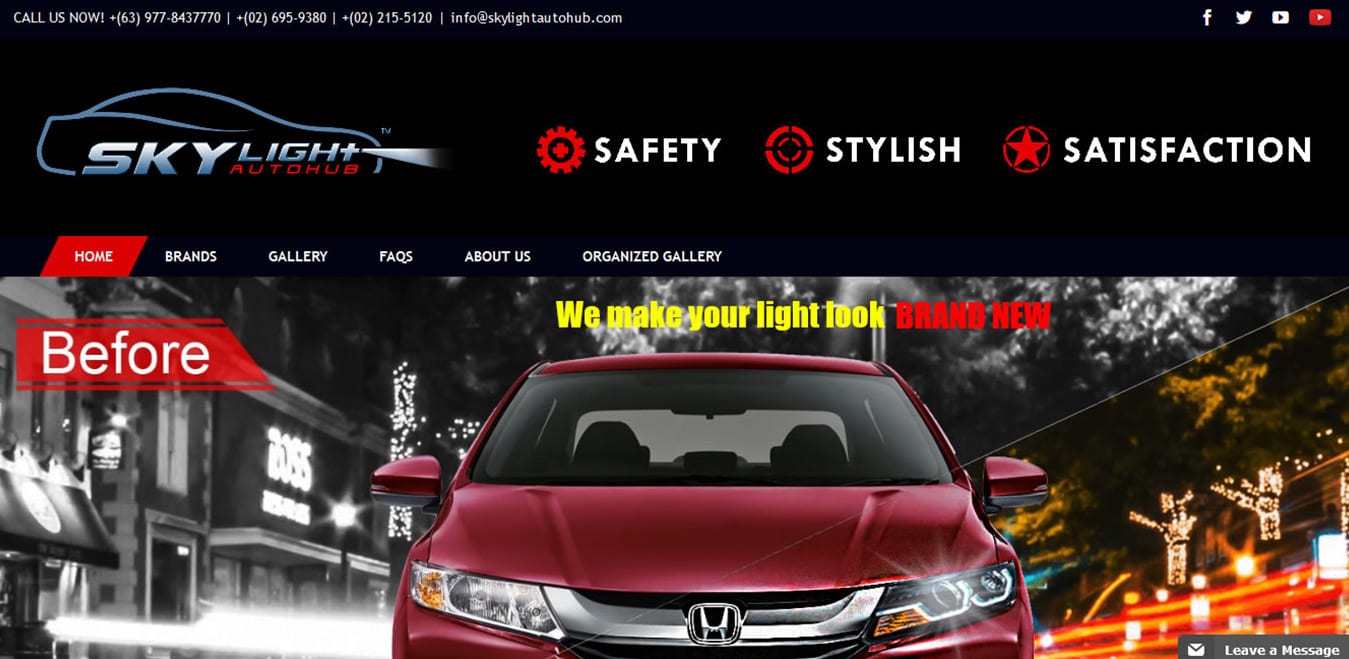 CALL US NOW! +(63) 977-8437770 | +(02) 695-9380 | +(02) 215-5120 | info@skylightautohub.com
SKYLIGHT TM
AUTOHUB
SAFETY STYLISH SATISFACTION
HOME BRANDS GALLERY FAQS ABOUT US ORGANIZED GALLERY
We make your light look BRAND NEW
Before
BOSS
Leave a Message